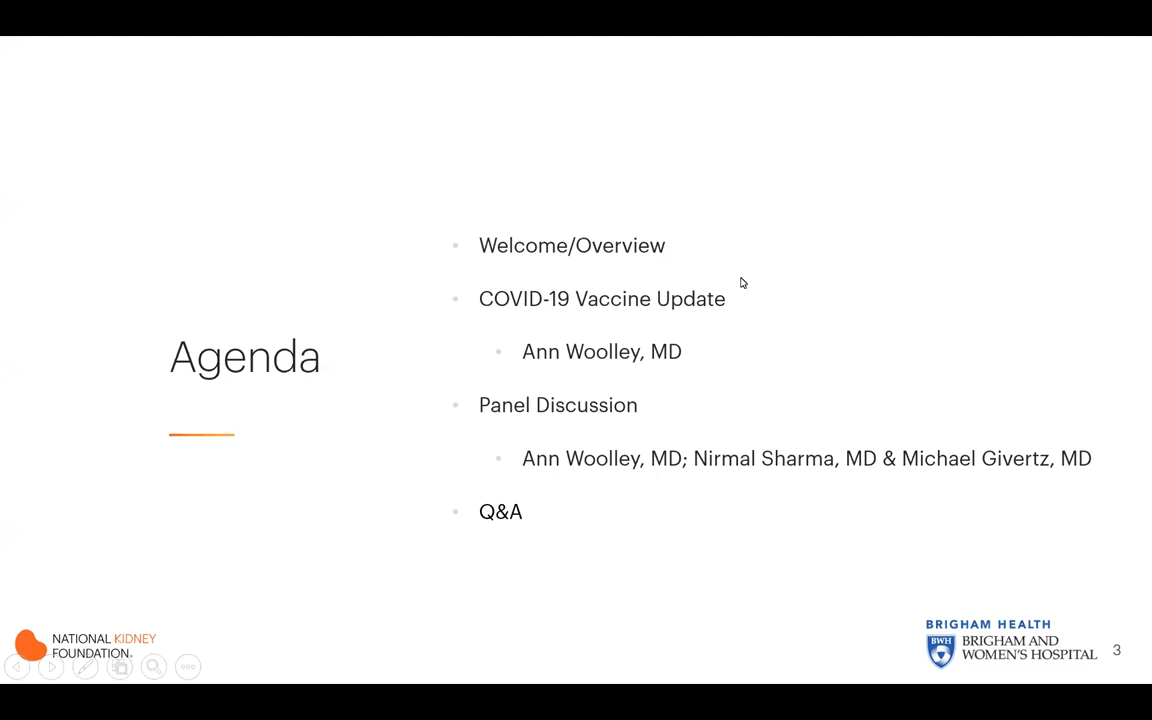 Agenda
Welcome/Overview
COVID-19 Vaccine Update
Ann Woolley, MD
Panel Discussion
Ann Woolley, MD; Nirmal Sharma, MD & Michael Givertz, MD
Q&A
NATIONAL KIDNEY
FOUNDATION®
BRIGHAM HEALTH
BWH
BRIGHAM AND
WOMEN'S HOSPITAL
3